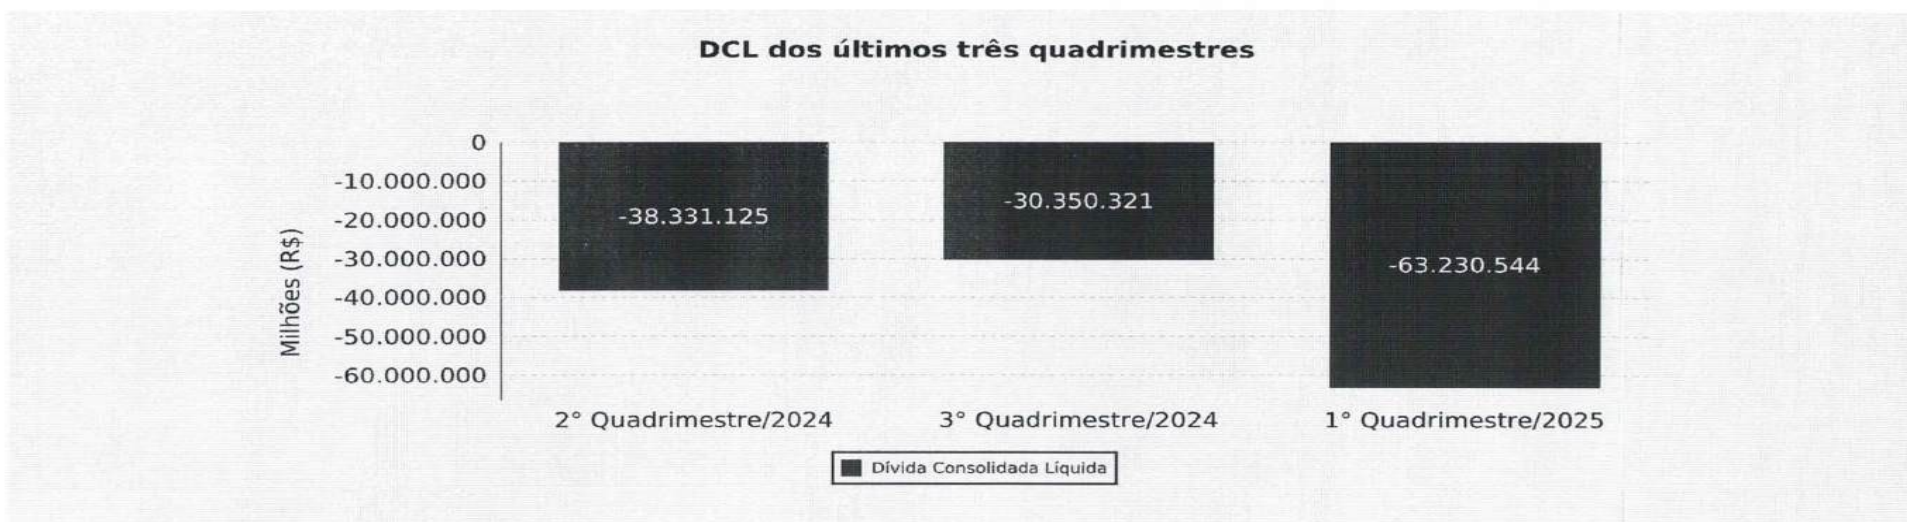 DCL dos últimos três quadrimestres
Milhões (R$)
0
-10.000.000
-20.000.000
-30.000.000
-40.000.000
-50.000.000
-60.000.000
-38.331.125
-30.350.321
-63.230.544
2° Quadrimestre/2024
3° Quadrimestre/2024
1° Quadrimestre/2025
Dívida Consolidada Líquida